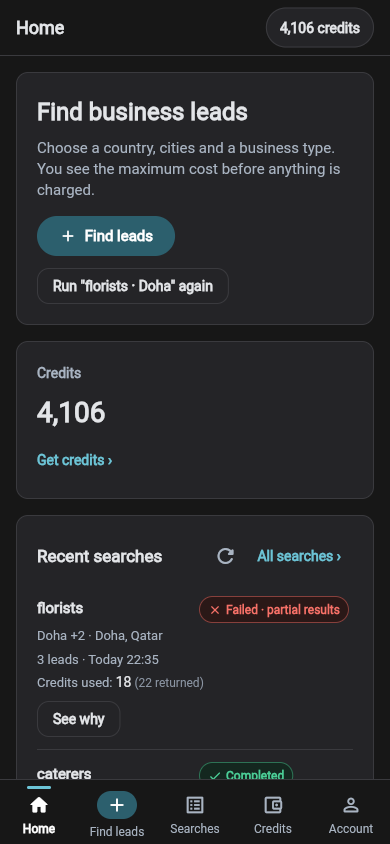 Home
4,106 credits
Find business leads
Choose a country, cities and a business type.
You see the maximum cost before anything is
charged.
+ Find leads
Run "florists · Doha" again
Credits
4,106
Get credits ›
Recent searches
All searches ›
florists
× Failed · partial results
Doha +2 · Doha, Qatar
3 leads · Today 22:35
Credits used: 18 (22 returned)
See why
caterers
✓ Completed
Home
Find leads
Searches
Credits
Account